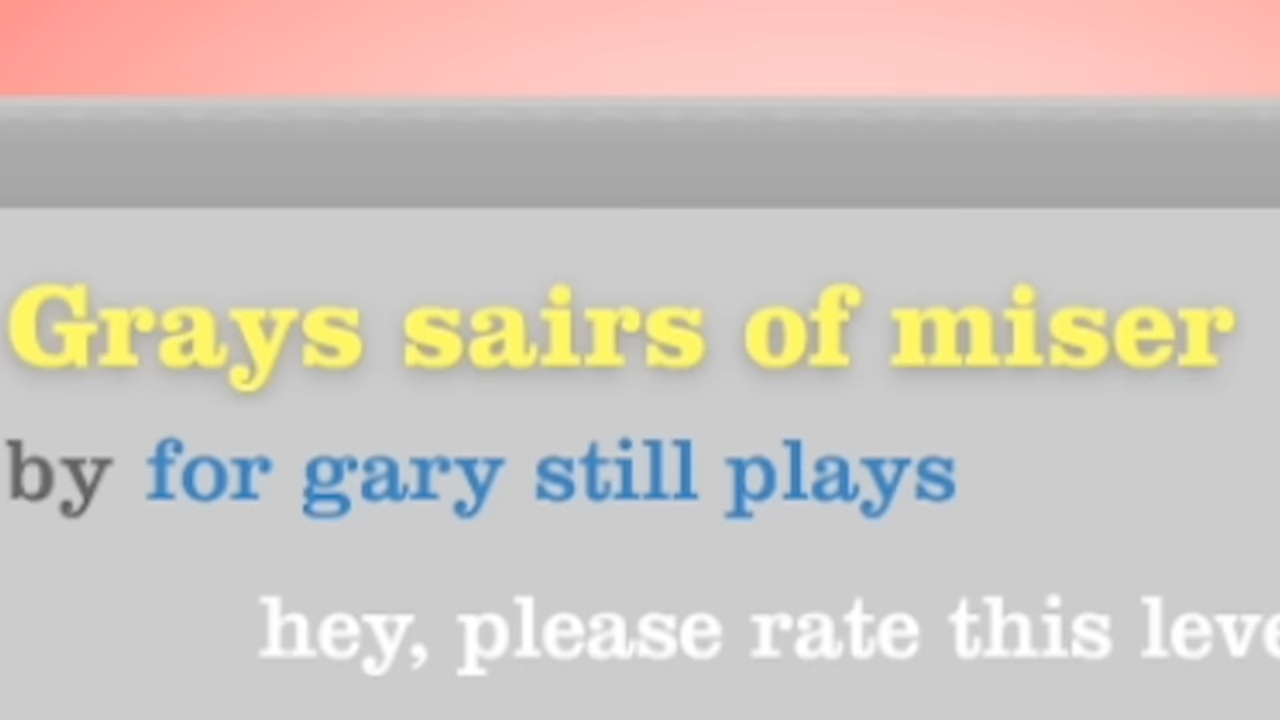 Grays sairs of miser
by for gary still plays
hey, please rate this leve